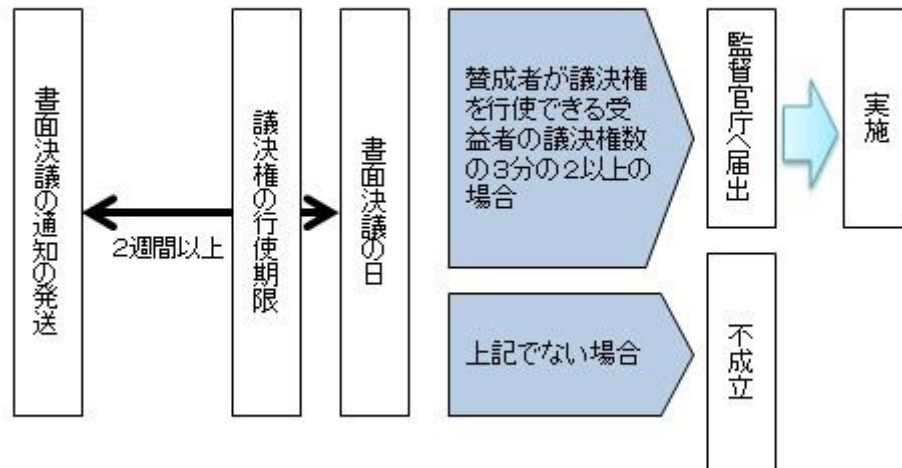 書面決議の通知の発送
2週間以上
議決権の行使期限
書面決議の日
賛成者が議決権
を行使できる受
益者の議決権数
の3分の2以上の
場合
監督官庁へ届出
実施
上記でない場合
不成立